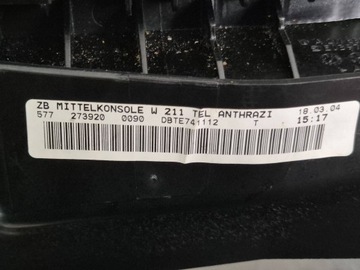 ZB MITTELKONSOLE W 211 TEL ANTHRAZI 18.03.04
577 273920 0090 DBTE741112 T 15:17